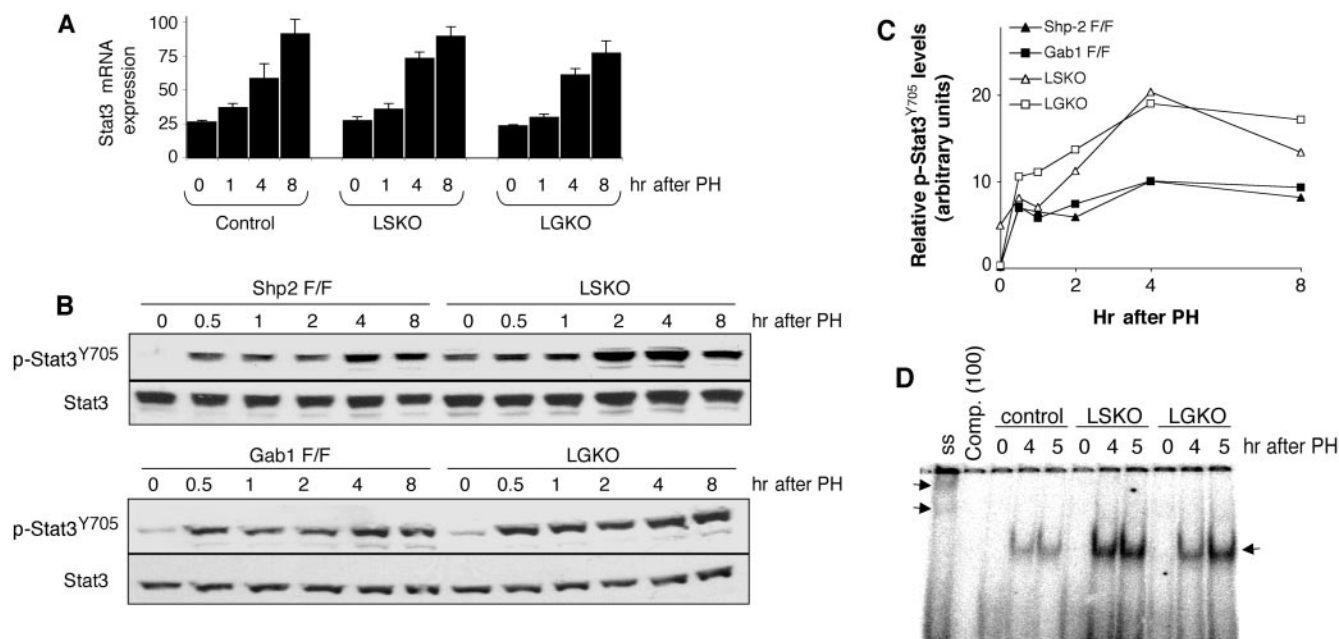 A
Stat3 mRNA
expression
100
75
50
25
0 1 4 8 0 1 4 8 0 1 4 8 hr after PH
Control LSKO LGKO
B
Shp2 F/F LSKO
0 0.5 1 2 4 8 0 0.5 1 2 4 8 hr after PH
p-Stat3Y705
Stat3
Gab1 F/F LGKO
0 0.5 1 2 4 8 0 0.5 1 2 4 8 hr after PH
p-Stat3Y705
Stat3
C
Shp-2 F/F
Gab1 F/F
LSKO
LGKO
Relative p-Stat3Y705 levels
(arbitrary units)
20
10
0
0 2 4 8
Hr after PH
D
ss
Comp. (100)
control LSKO LGKO
0 4 5 0 4 5 0 4 5 hr after PH